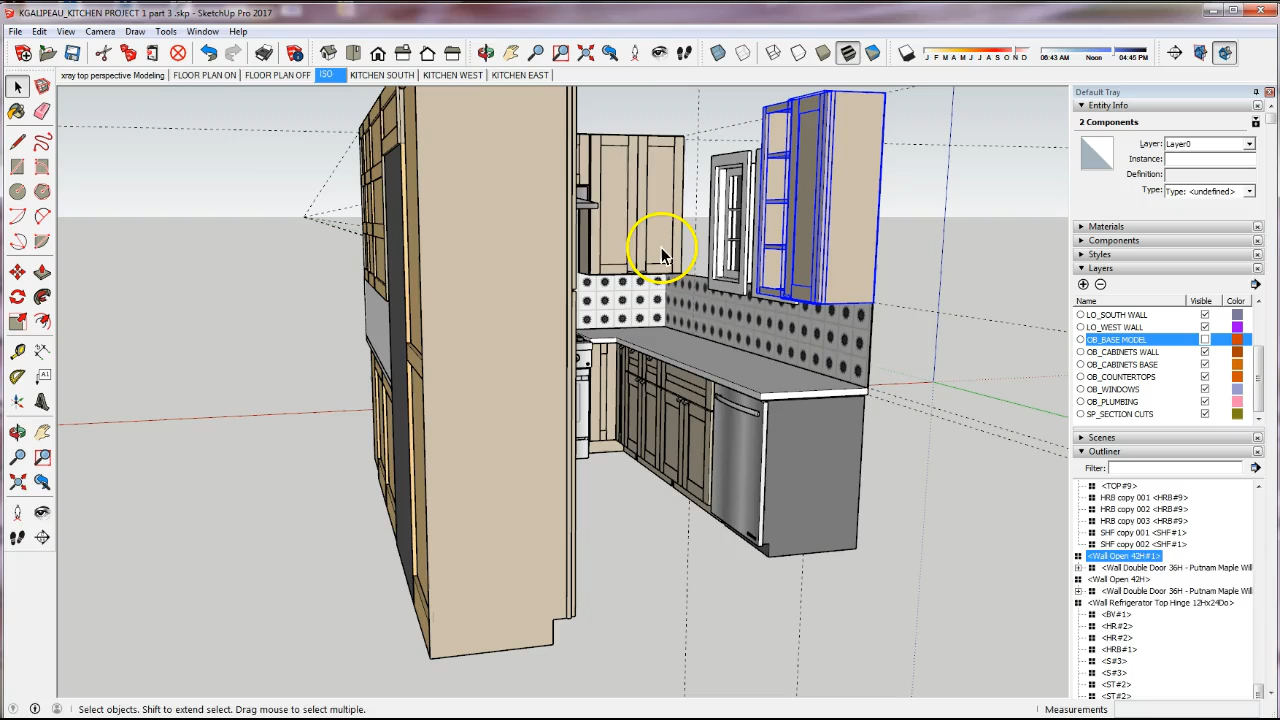 KGALIPEAU_KITCHEN PROJECT 1 part 3 .skp - SketchUp Pro 2017
File Edit View Camera Draw Tools Window Help
J F M A M J J A S O N D 06:43 AM Noon 04:45 PM
xray top perspective Modeling FLOOR PLAN ON FLOOR PLAN OFF ISO KITCHEN SOUTH KITCHEN WEST KITCHEN EAST
Default Tray
Entity Info
2 Components
Layer: Layer0
Instance:
Definition:
Type: Type: <undefined>
Materials
Components
Styles
Layers
Name Visible Color
LO_SOUTH WALL
LO_WEST WALL
OB_BASE MODEL
OB_CABINETS WALL
OB_CABINETS BASE
OB_COUNTERTOPS
OB_WINDOWS
OB_PLUMBING
SP_SECTION CUTS
Scenes
Outliner
Filter:
<TOP#9>
HRB copy 001 <HRB#9>
HRB copy 002 <HRB#9>
HRB copy 003 <HRB#9>
SHF copy 001 <SHF#1>
SHF copy 002 <SHF#1>
<Wall Open 42H#1>
<Wall Double Door 36H - Putnam Maple Will
<Wall Open 42H>
<Wall Double Door 36H - Putnam Maple Will
<Wall Refrigerator Top Hinge 12Hx24Do>
<BV#1>
<HR#2>
<HR#2>
<HRB#1>
<S#3>
<S#3>
<ST#2>
<ST#2>
Select objects. Shift to extend select. Drag mouse to select multiple.
Measurements